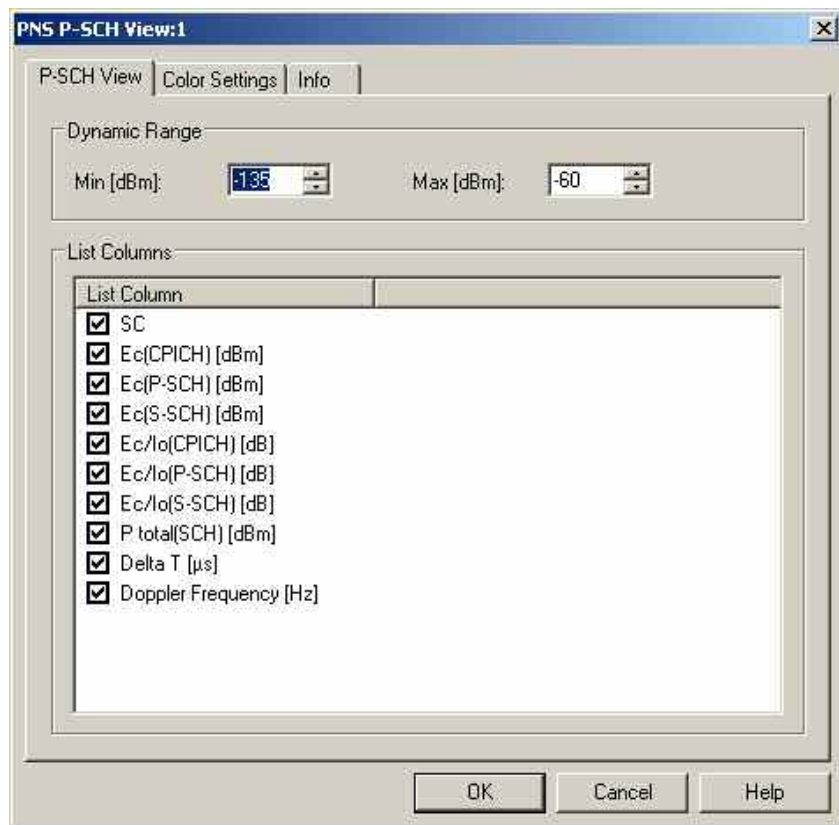 PNS P-SCH View:1
P-SCH View Color Settings Info
Dynamic Range
Min [dBm]: -135 Max [dBm]: -60
List Columns
List Column
SC
Ec(CPICH) [dBm]
Ec(P-SCH) [dBm]
Ec(S-SCH) [dBm]
Ec/Io(CPICH) [dB]
Ec/Io(P-SCH) [dB]
Ec/Io(S-SCH) [dB]
P total(SCH) [dBm]
Delta T [µs]
Doppler Frequency [Hz]
OK Cancel Help